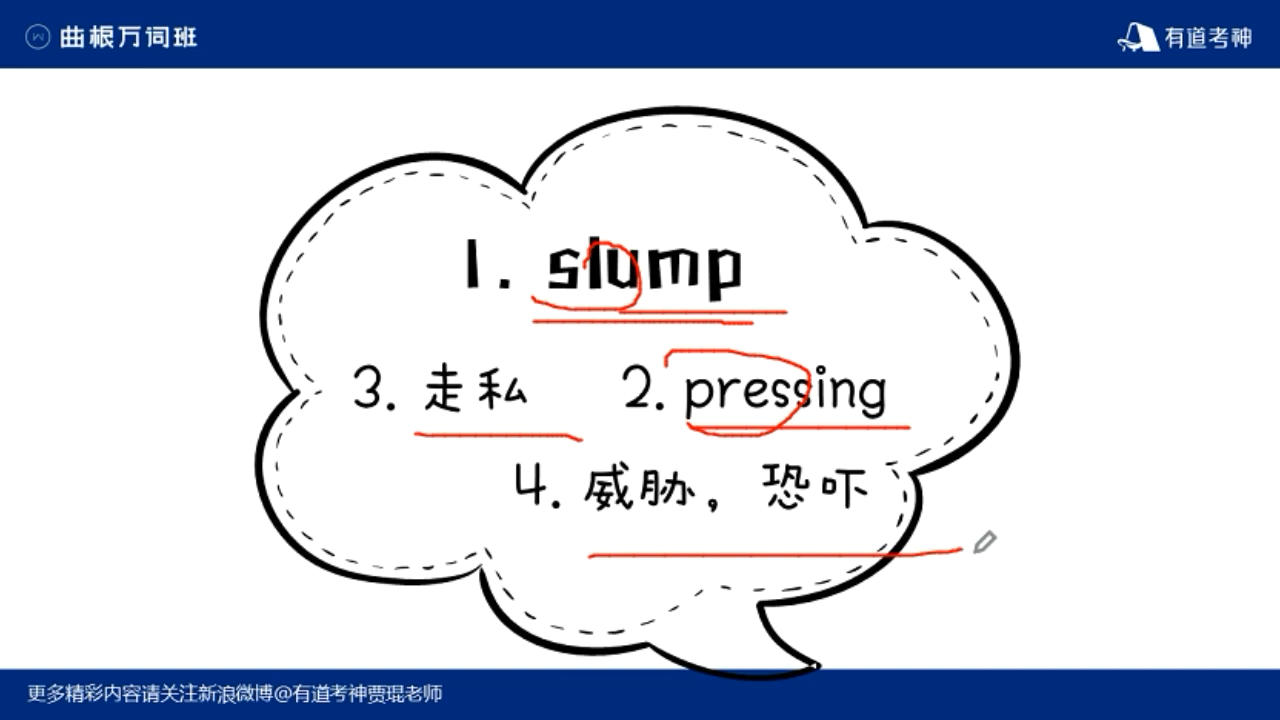 曲根万词班
有道考神
1. slump
3. 走私 2. pressing
4. 威胁，恐吓
更多精彩内容请关注新浪微博@有道考神贾琨老师